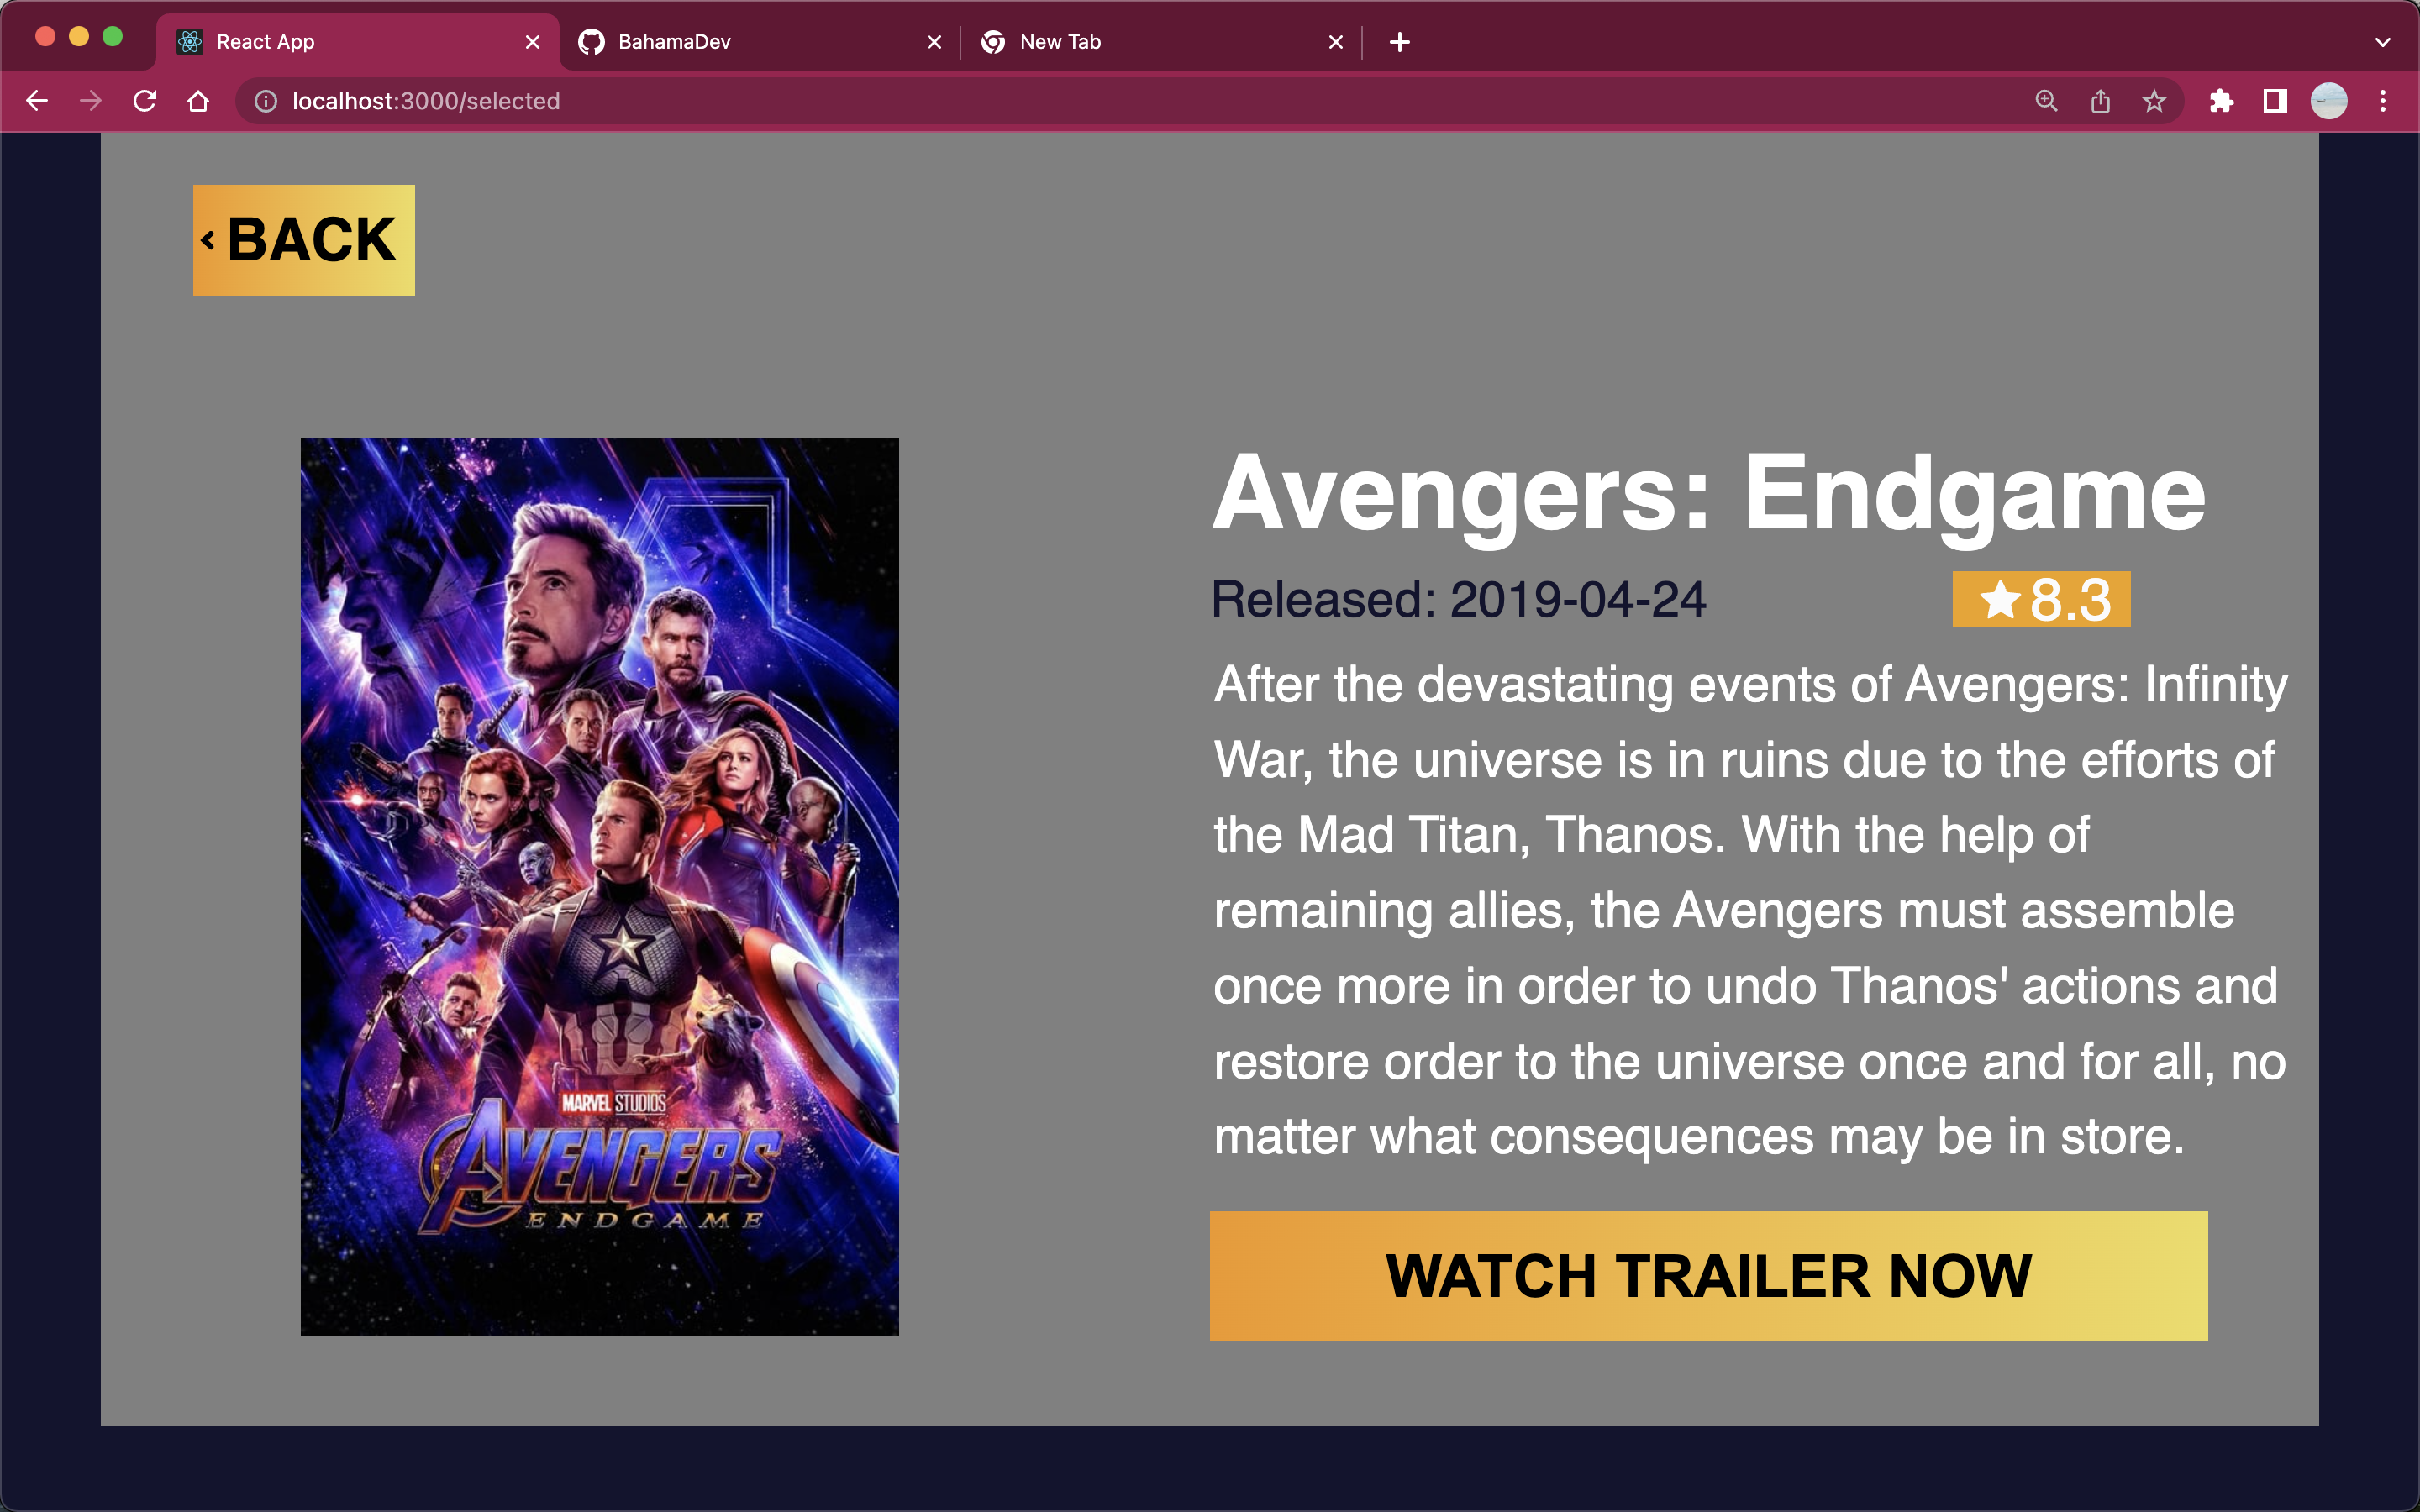 React App
BahamaDev
New Tab
localhost:3000/selected
BACK
Avengers: Endgame
Released: 2019-04-24
8.3
After the devastating events of Avengers: Infinity
War, the universe is in ruins due to the efforts of
the Mad Titan, Thanos. With the help of
remaining allies, the Avengers must assemble
once more in order to undo Thanos' actions and
restore order to the universe once and for all, no
matter what consequences may be in store.
WATCH TRAILER NOW
MARVEL STUDIOS
AVENGERS
ENDGAME